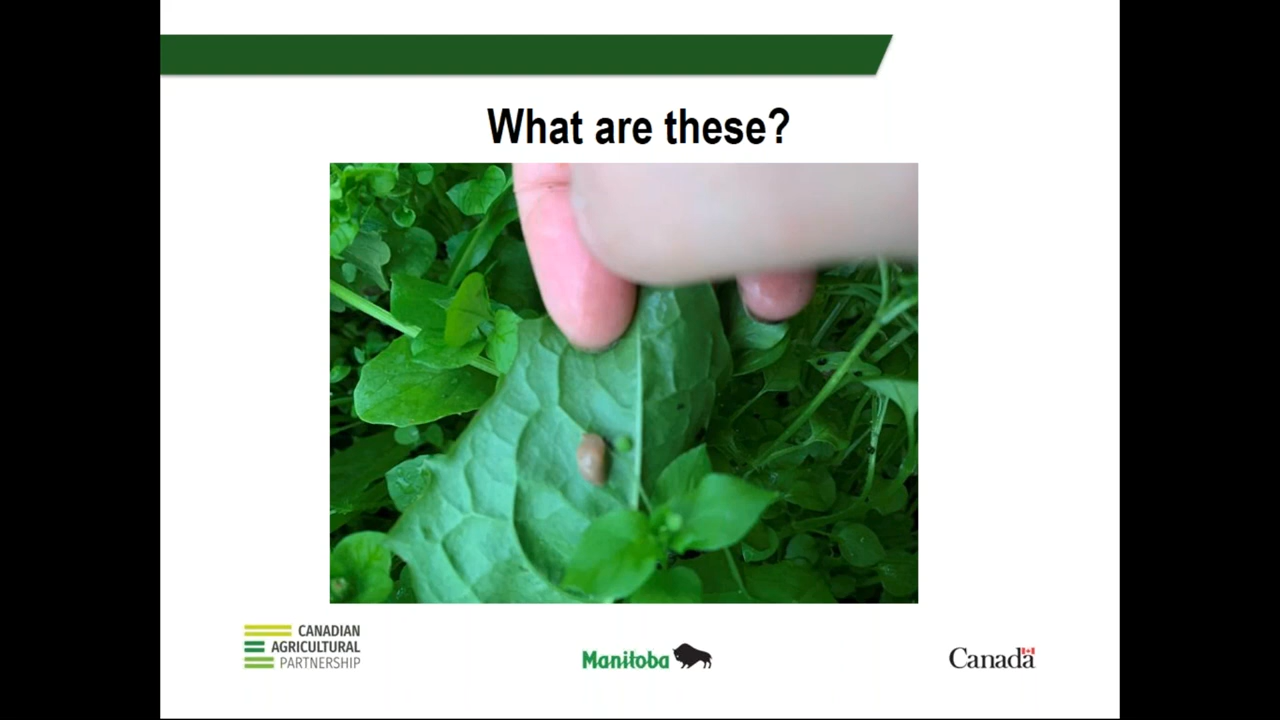 What are these?
CANADIAN
AGRICULTURAL
PARTNERSHIP
Manitoba
Canada